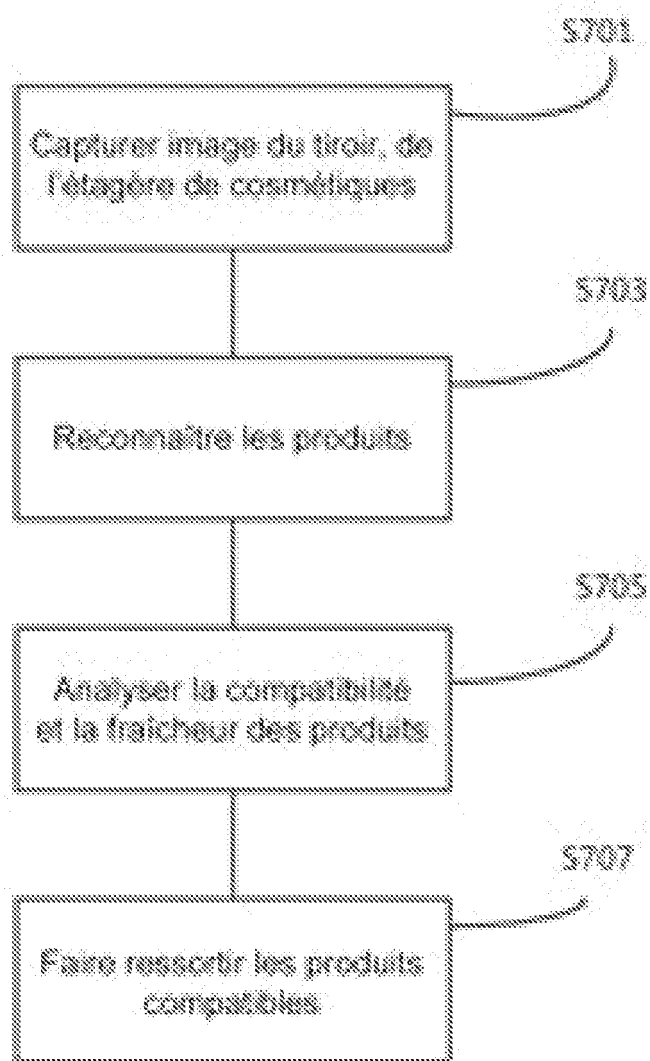 S701
Capturer image du tiroir, de
l'étagère de cosmétiques
S703
Reconnaître les produits
S705
Analyser la compatibilité
et la fraîcheur des produits
S707
Faire ressortir les produits
compatibles